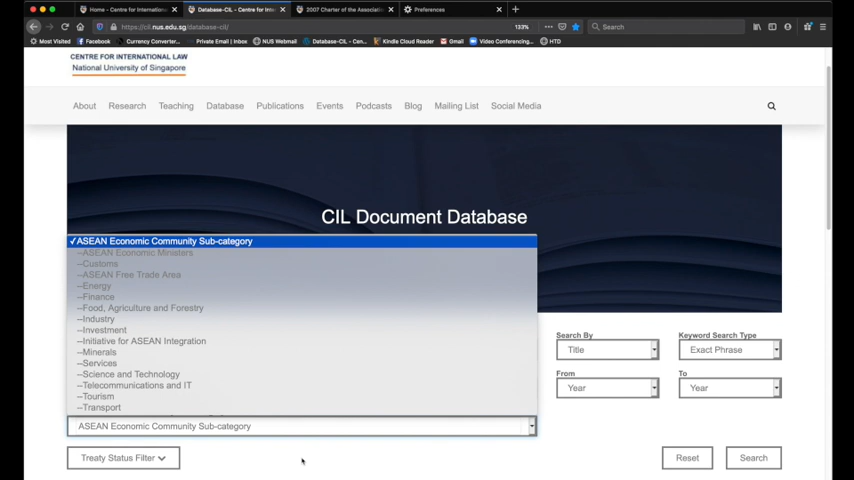 Home - Centre for Internationa
Database-CIL - Centre for Inte
2007 Charter of the Associatio
Preferences
https://cil.nus.edu.sg/database-cil/
133%
Search
Most Visited
Facebook
Currency Converter...
Private Email | Inbox
NUS Webmail
Database-CIL - Cen...
Kindle Cloud Reader
Gmail
Video Conferencing...
HTD
CENTRE FOR INTERNATIONAL LAW
National University of Singapore
About
Research
Teaching
Database
Publications
Events
Podcasts
Blog
Mailing List
Social Media
CIL Document Database
✓ASEAN Economic Community Sub-category
--ASEAN Economic Ministers
--Customs
--ASEAN Free Trade Area
--Energy
--Finance
--Food, Agriculture and Forestry
--Industry
--Investment
--Initiative for ASEAN Integration
--Minerals
--Services
--Science and Technology
--Telecommunications and IT
--Tourism
--Transport
ASEAN Economic Community Sub-category
Search By
Keyword Search Type
Title
Exact Phrase
From
To
Year
Year
Treaty Status Filter
Reset
Search